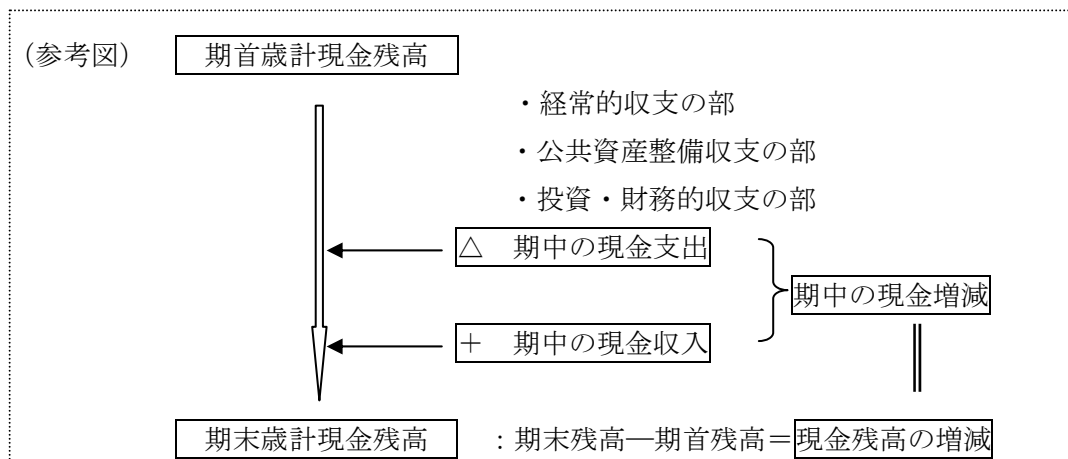 （参考図） 期首歳計現金残高
・経常的収支の部
・公共資産整備収支の部
・投資・財務的収支の部
△　期中の現金支出
期中の現金増減
＋　期中の現金収入
期末歳計現金残高　：期末残高―期首残高＝現金残高の増減